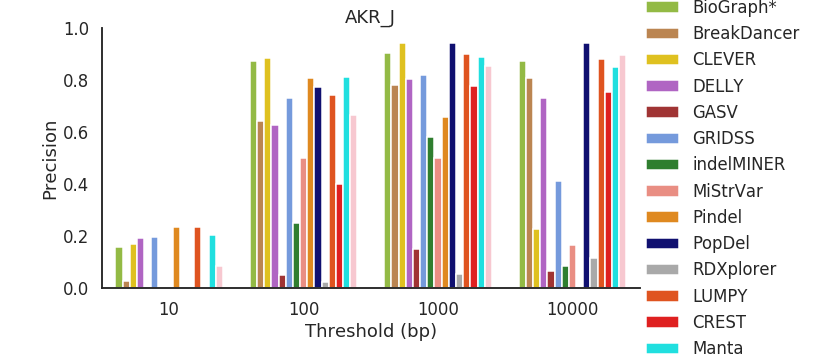 AKR_J
Precision
1.0
0.8
0.6
0.4
0.2
0.0
10
100
1000
10000
Threshold (bp)
BioGraph*
BreakDancer
CLEVER
DELLY
GASV
GRIDSS
indelMINER
MiStrVar
Pindel
PopDel
RDXplorer
LUMPY
CREST
Manta